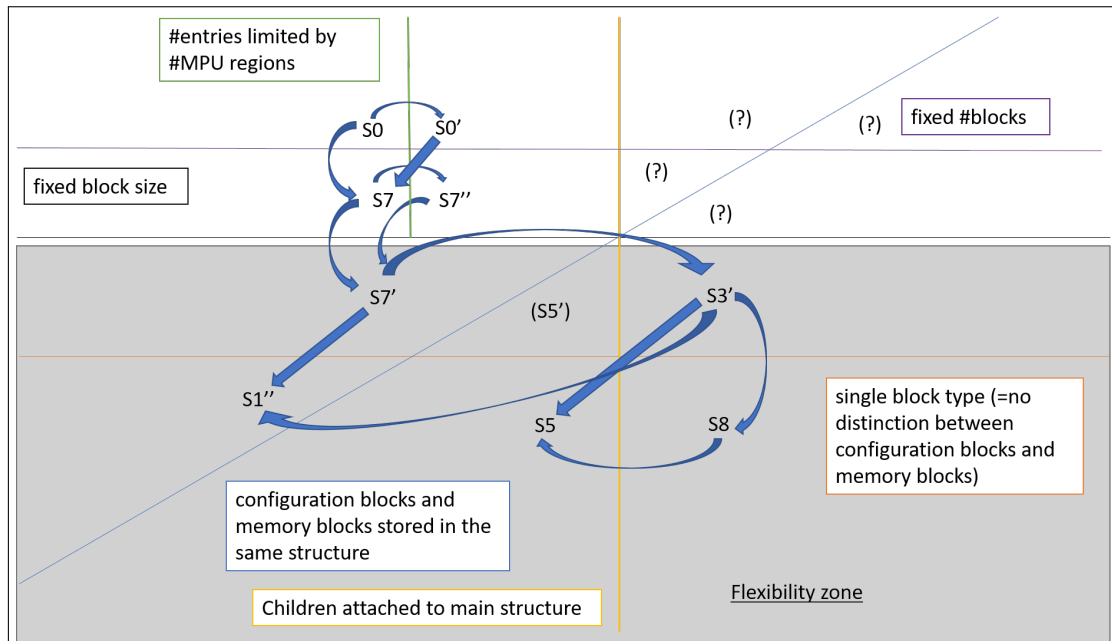 #entries limited by
#MPU regions
(?)
(?)
fixed #blocks
S0
S0’
fixed block size
(?)
S7
S7’’
(?)
S7’
S3’
(S5’)
S1’’
S5
S8
single block type (=no
distinction between
configuration blocks and
memory blocks)
configuration blocks and
memory blocks stored in the
same structure
Children attached to main structure
Flexibility zone